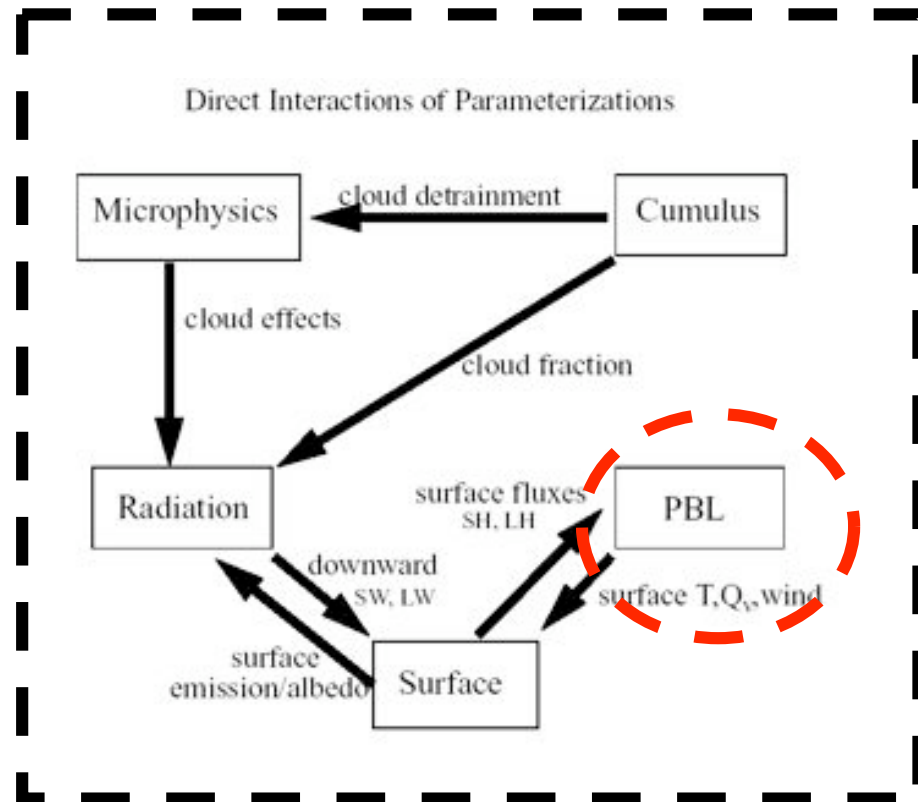 Direct Interactions of Parameterizations
cloud detrainment
Microphysics
Cumulus
cloud effects
cloud fraction
Radiation
surface fluxes
SH, LH
PBL
downward
SW, LW
surface T,Qv,wind
surface
emission/albedo
Surface